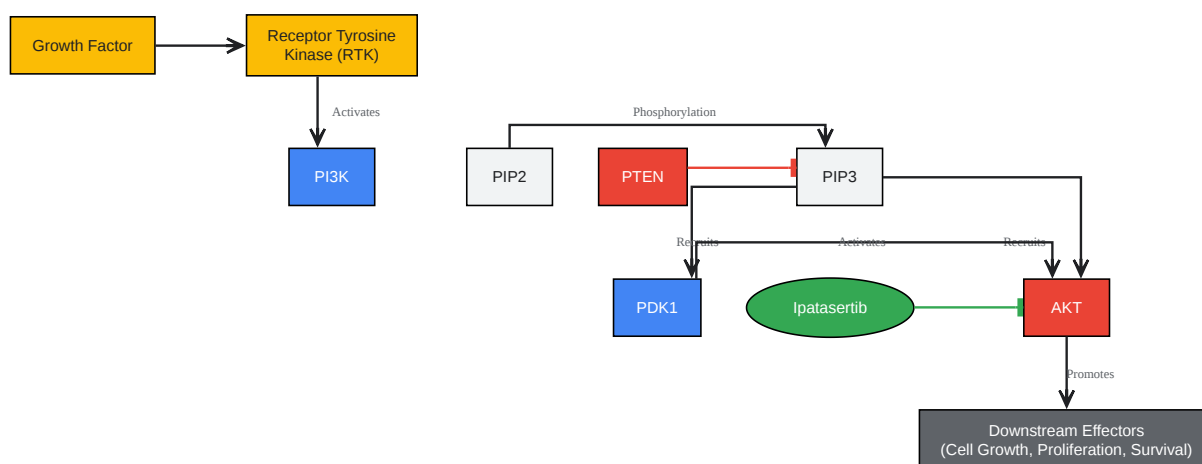 Growth Factor
Receptor Tyrosine
Kinase (RTK)
Activates
Phosphorylation
PI3K
PIP2
PTEN
PIP3
Recruits
Activates
Recruits
PDK1
Ipatasertib
AKT
Promotes
Downstream Effectors
(Cell Growth, Proliferation, Survival)